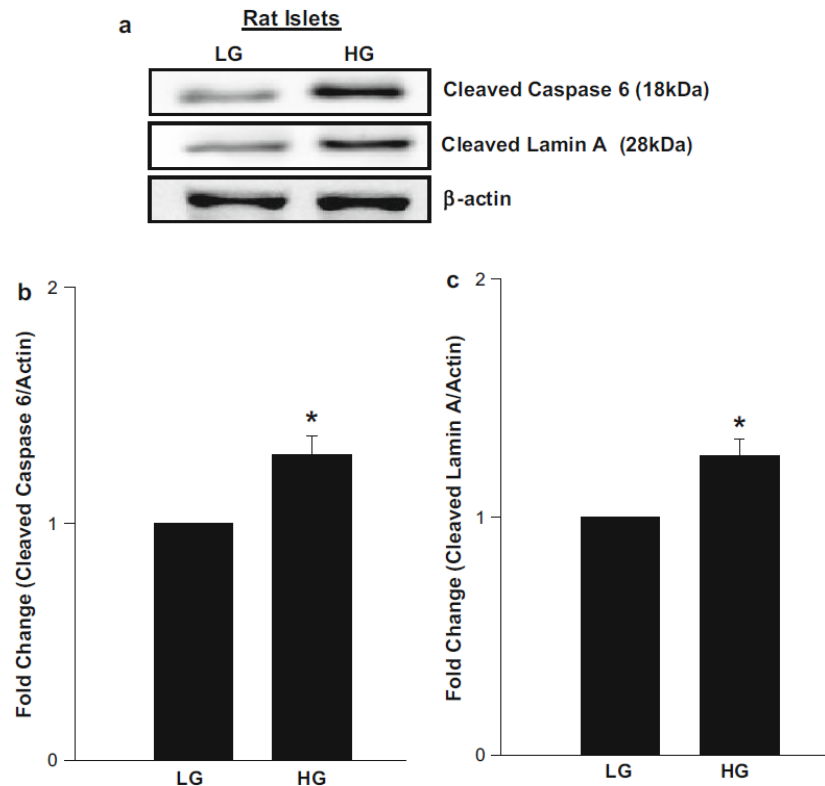 a
Rat Islets
LG HG
Cleaved Caspase 6 (18kDa)
Cleaved Lamin A (28kDa)
β-actin
b
Fold Change (Cleaved Caspase 6/Actin)
2
1
0
*
LG HG
c
Fold Change (Cleaved Lamin A/Actin)
2
1
0
*
LG HG